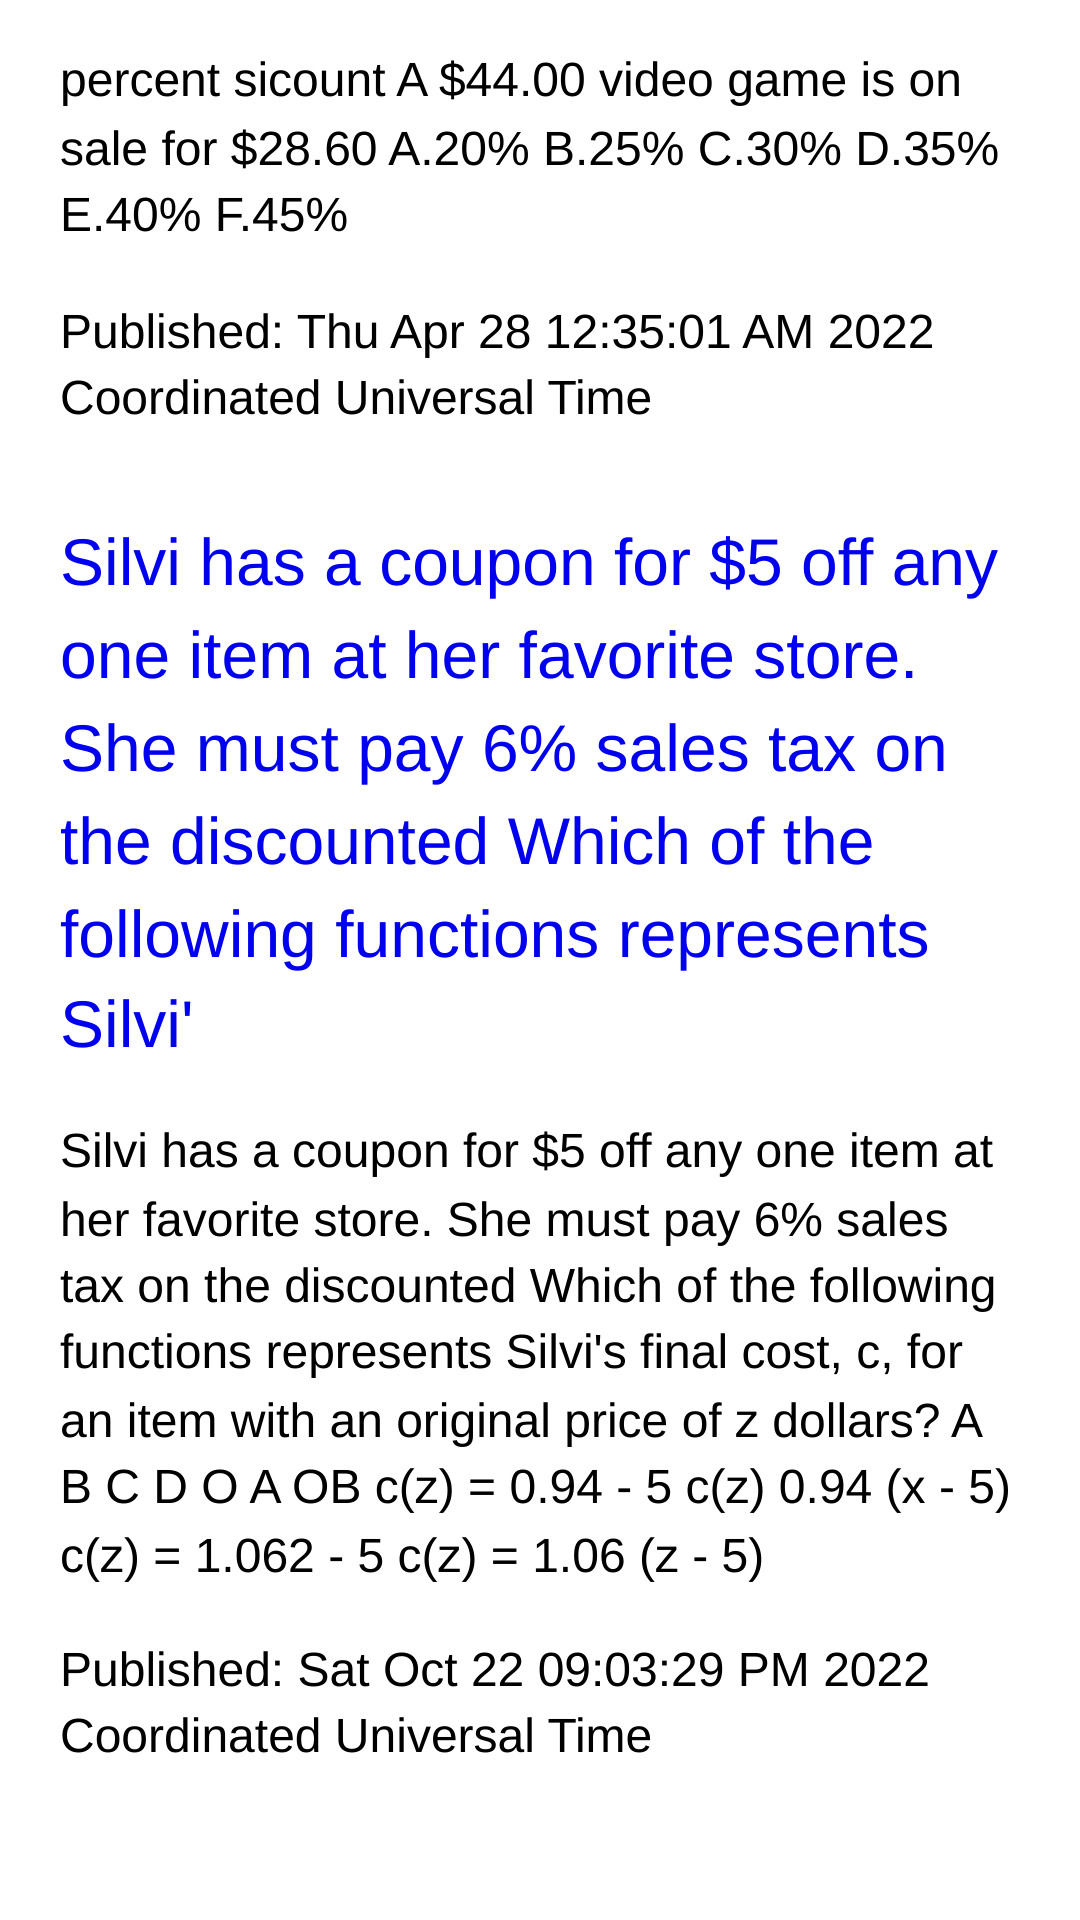 percent sicount A $44.00 video game is on
sale for $28.60 A.20% B.25% C.30% D.35%
E.40% F.45%
Published: Thu Apr 28 12:35:01 AM 2022
Coordinated Universal Time
Silvi has a coupon for $5 off any
one item at her favorite store.
She must pay 6% sales tax on
the discounted Which of the
following functions represents
Silvi'
Silvi has a coupon for $5 off any one item at
her favorite store. She must pay 6% sales
tax on the discounted Which of the following
functions represents Silvi's final cost, c, for
an item with an original price of z dollars? A
B C D O A OB c(z) = 0.94 - 5 c(z) 0.94 (x - 5)
c(z) = 1.062 - 5 c(z) = 1.06 (z - 5)
Published: Sat Oct 22 09:03:29 PM 2022
Coordinated Universal Time